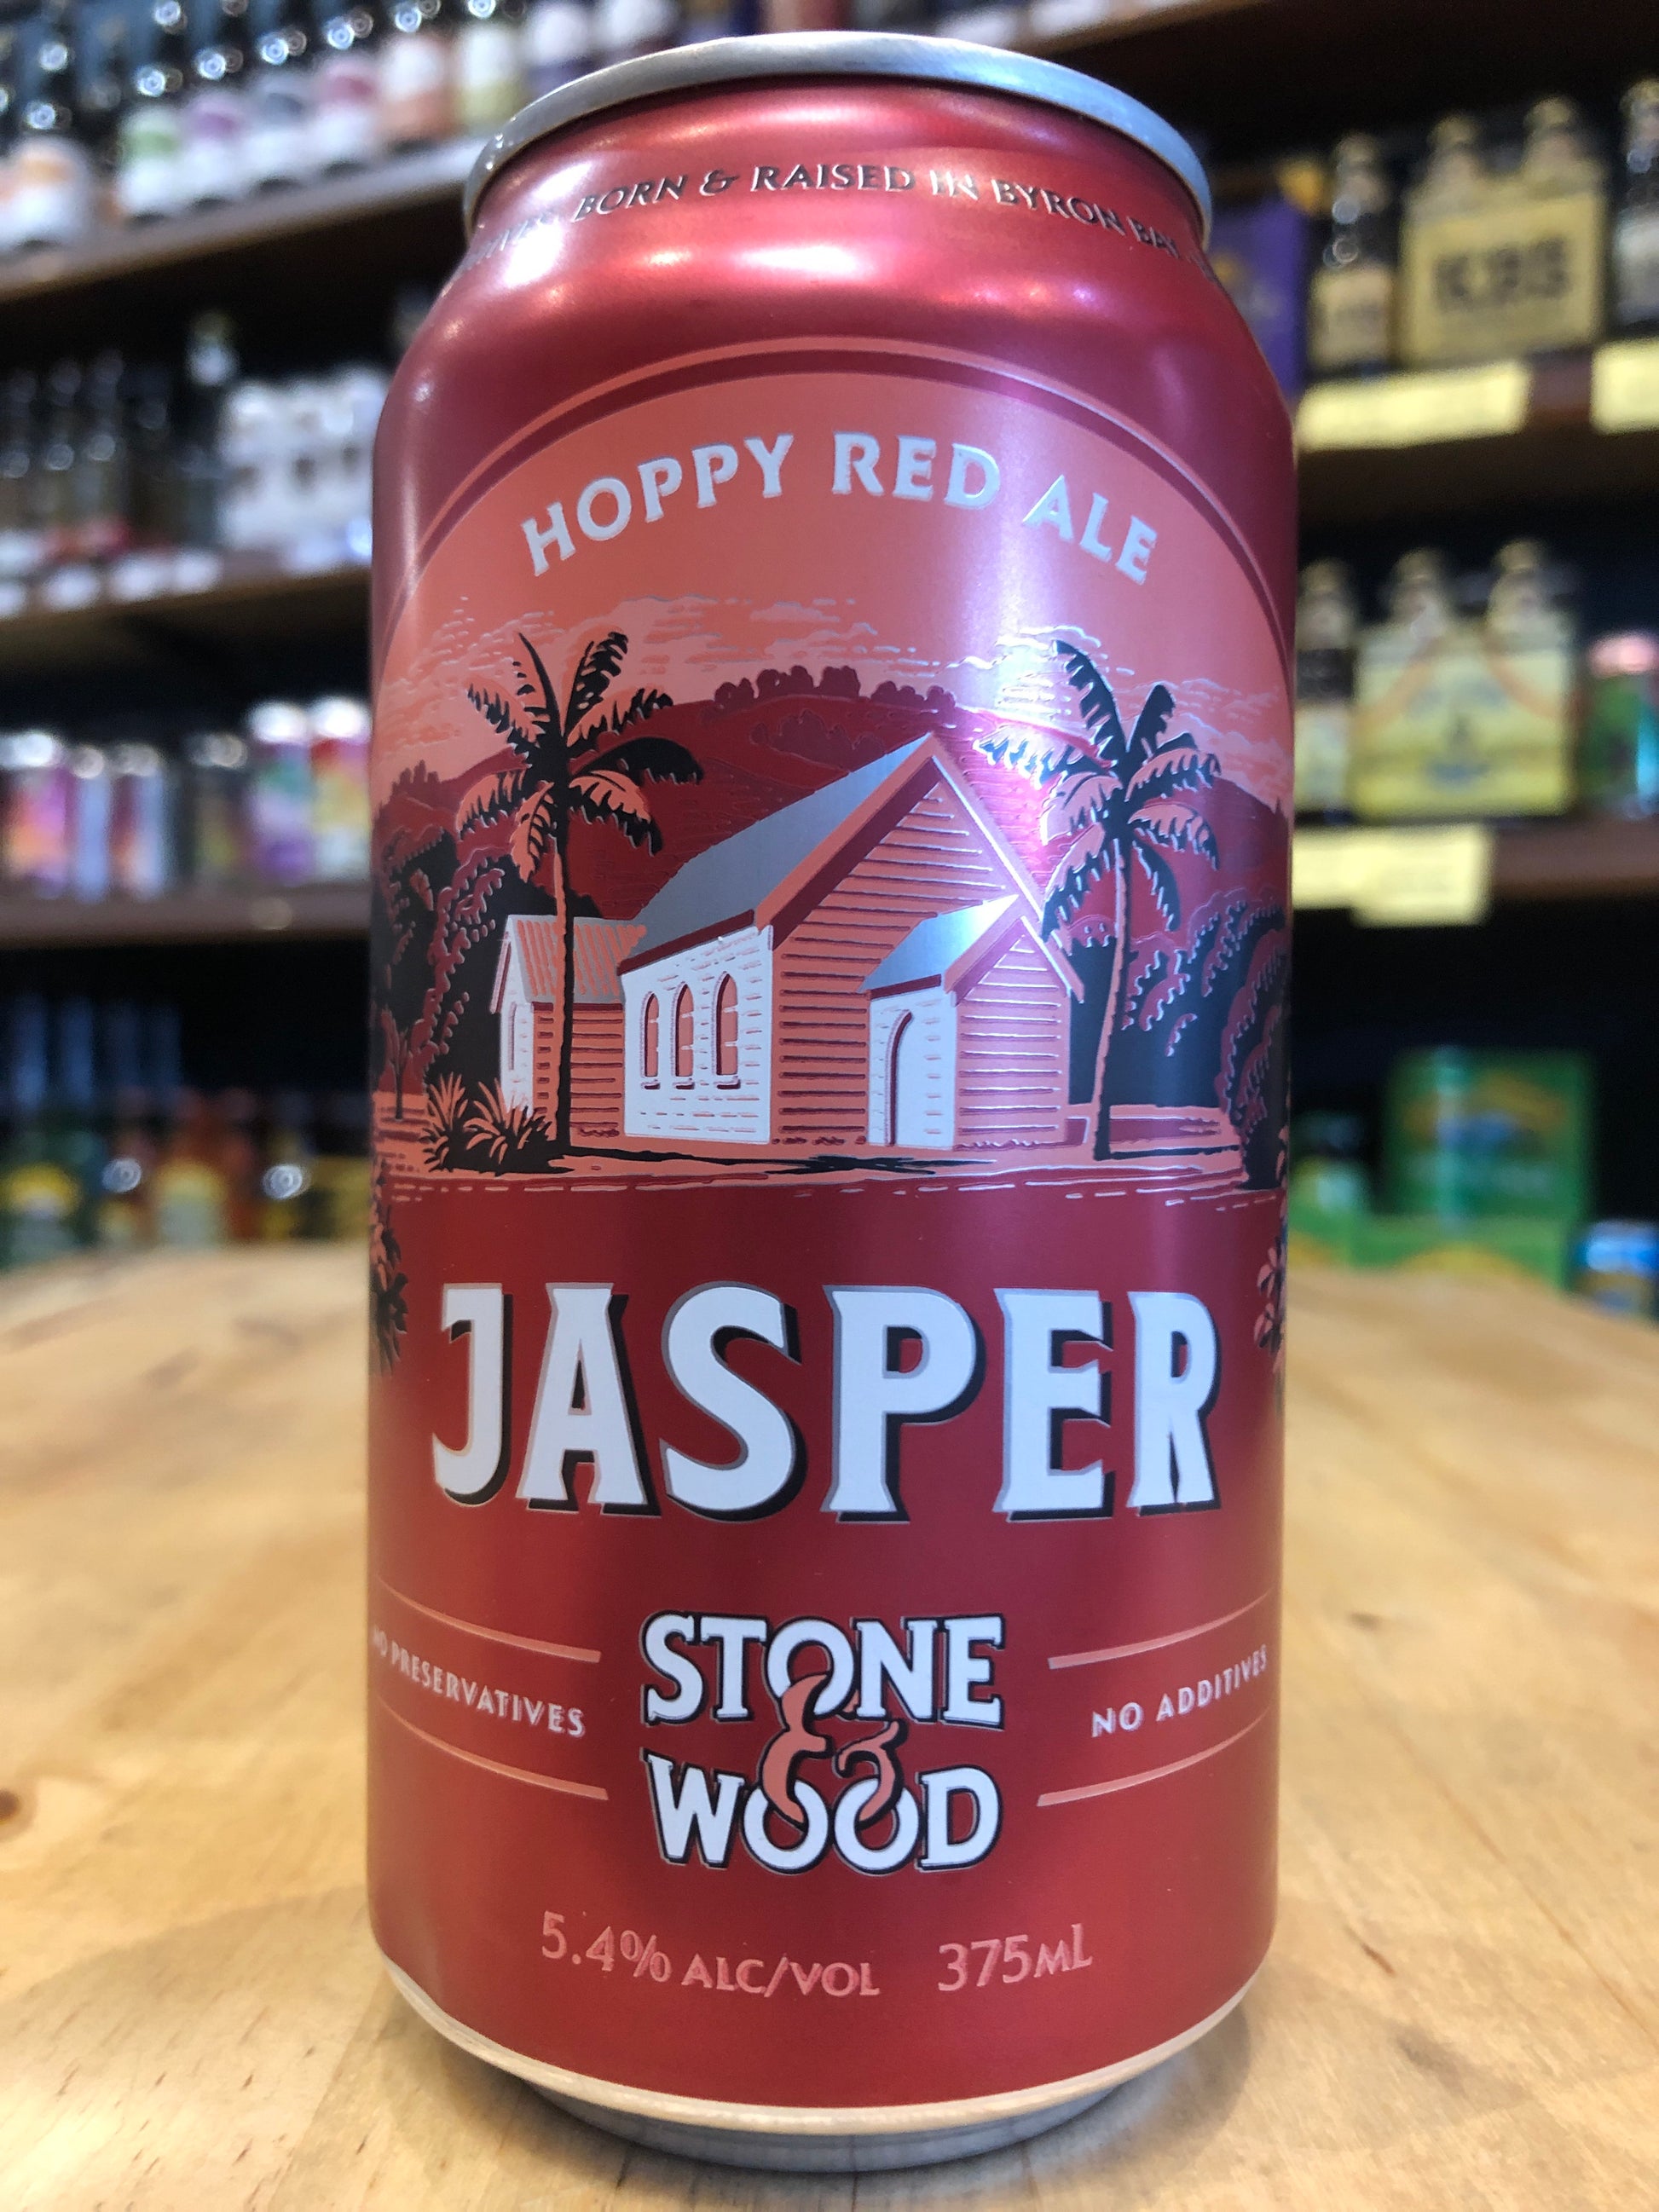 BORN & RAISED IN BYRON BAY
HOPPY RED ALE
JASPER
NO PRESERVATIVES
STONE
&
WOOD
NO ADDITIVES
5.4% ALC/VOL 375ML
KBS